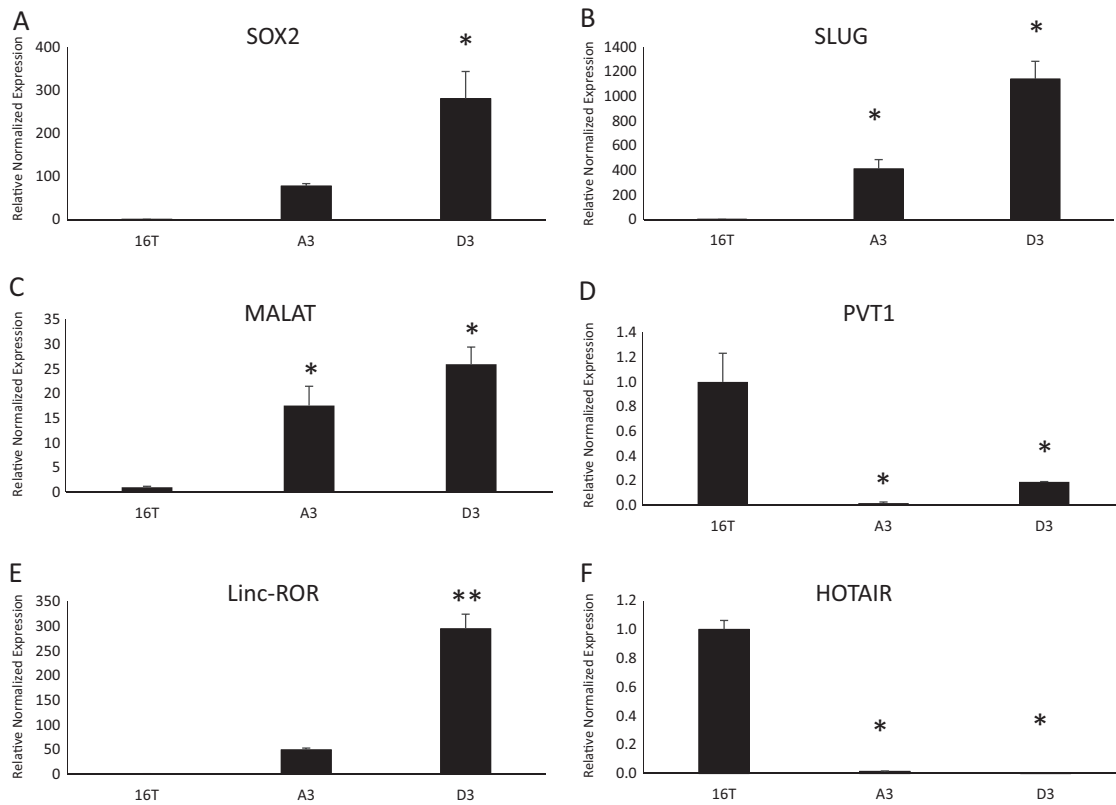 A
SOX2
Relative Normalized Expression
400
300
200
100
0
*
16T A3 D3
B
SLUG
Relative Normalized Expression
1400
1200
1000
800
600
400
200
0
*
*
16T A3 D3
C
MALAT
Relative Normalized Expression
35
30
25
20
15
10
5
0
*
*
16T A3 D3
D
PVT1
Relative Normalized Expression
1.4
1.2
1.0
0.8
0.6
0.4
0.2
0.0
*
*
16T A3 D3
E
Linc-ROR
Relative Normalized Expression
350
300
250
200
150
100
50
0
**
16T A3 D3
F
HOTAIR
Relative Normalized Expression
1.2
1.0
0.8
0.6
0.4
0.2
0.0
*
*
16T A3 D3